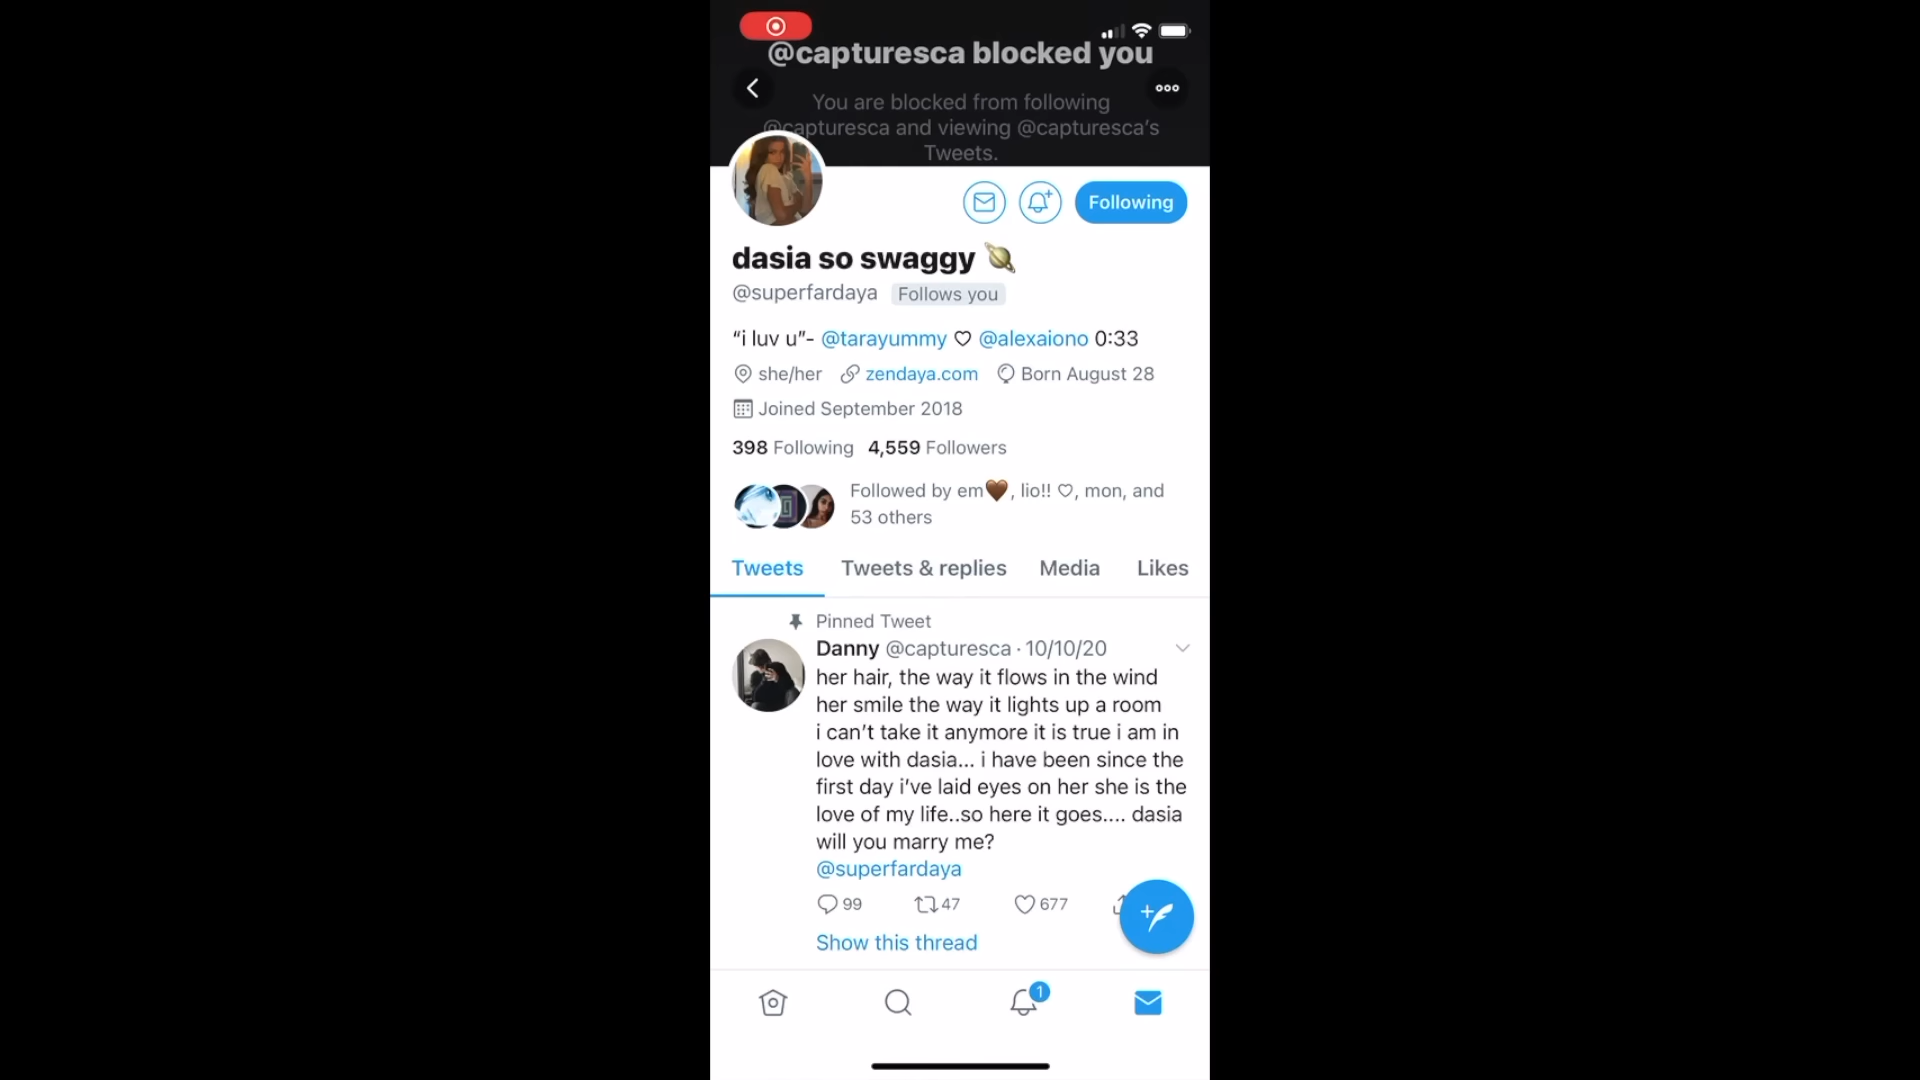 @capturesca blocked you
You are blocked from following
@capturesca and viewing @capturesca’s
Tweets.
Following
dasia so swaggy 🪐
@superfardaya Follows you
“i luv u”- @tarayummy ♡ @alexaiono 0:33
she/her zendaya.com Born August 28
Joined September 2018
398 Following 4,559 Followers
Followed by em🤎, lio!! ♡, mon, and
53 others
Tweets Tweets & replies Media Likes
Pinned Tweet
Danny @capturesca · 10/10/20
her hair, the way it flows in the wind
her smile the way it lights up a room
i can’t take it anymore it is true i am in
love with dasia... i have been since the
first day i’ve laid eyes on her she is the
love of my life..so here it goes.... dasia
will you marry me?
@superfardaya
99 47 677
Show this thread
1